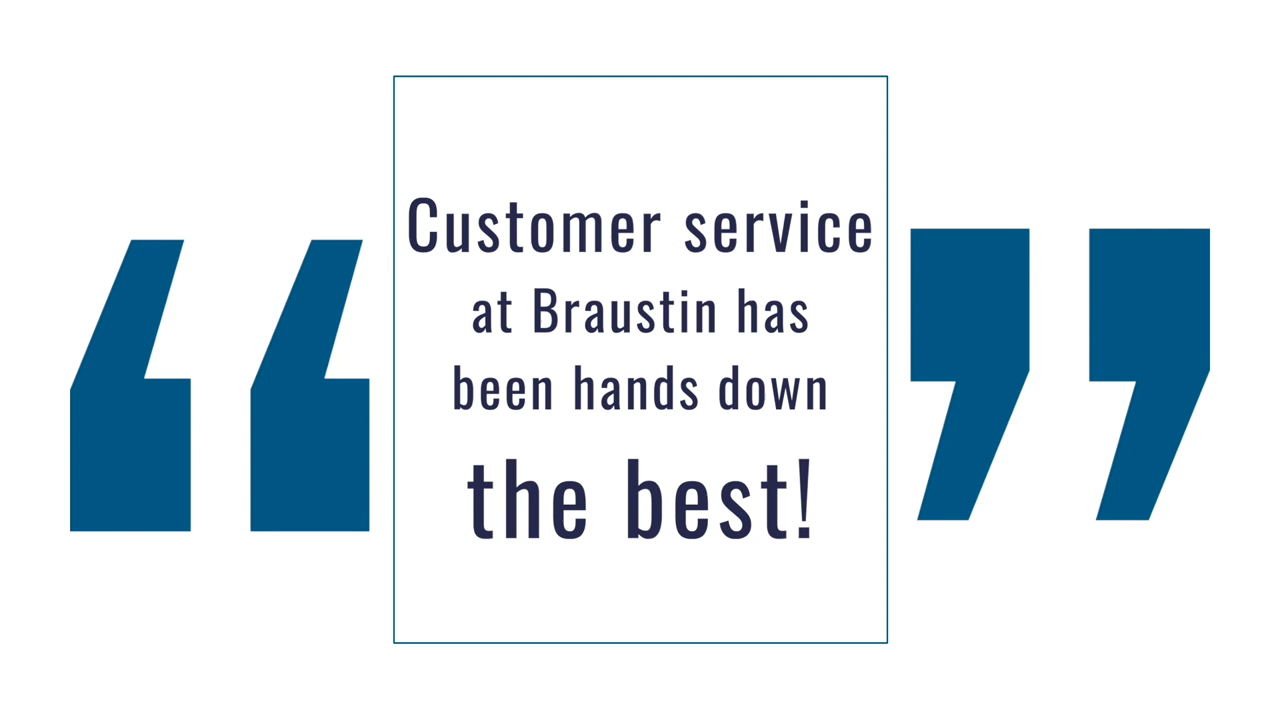 Customer service
at Braustin has
been hands down
the best!